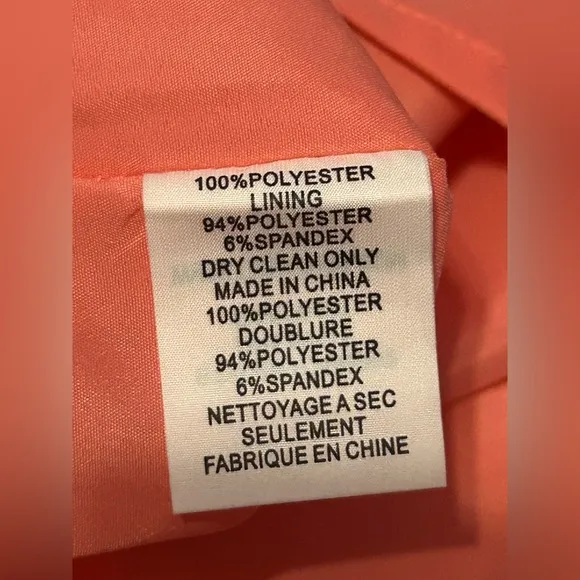 100%POLYESTER
LINING
94%POLYESTER
6%SPANDEX
DRY CLEAN ONLY
MADE IN CHINA
100%POLYESTER
DOUBLURE
94%POLYESTER
6%SPANDEX
NETTOYAGE A SEC
SEULEMENT
FABRIQUE EN CHINE